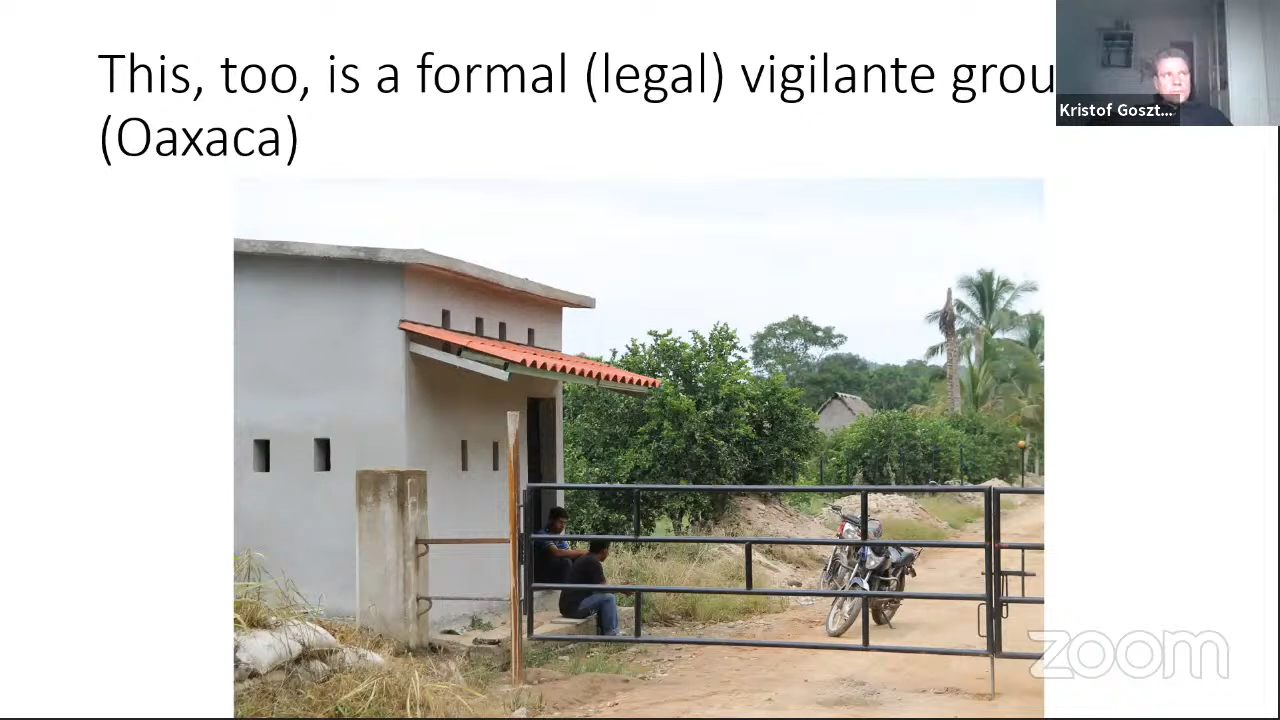 This, too, is a formal (legal) vigilante grou
(Oaxaca)
Kristof Goszt...
zoom